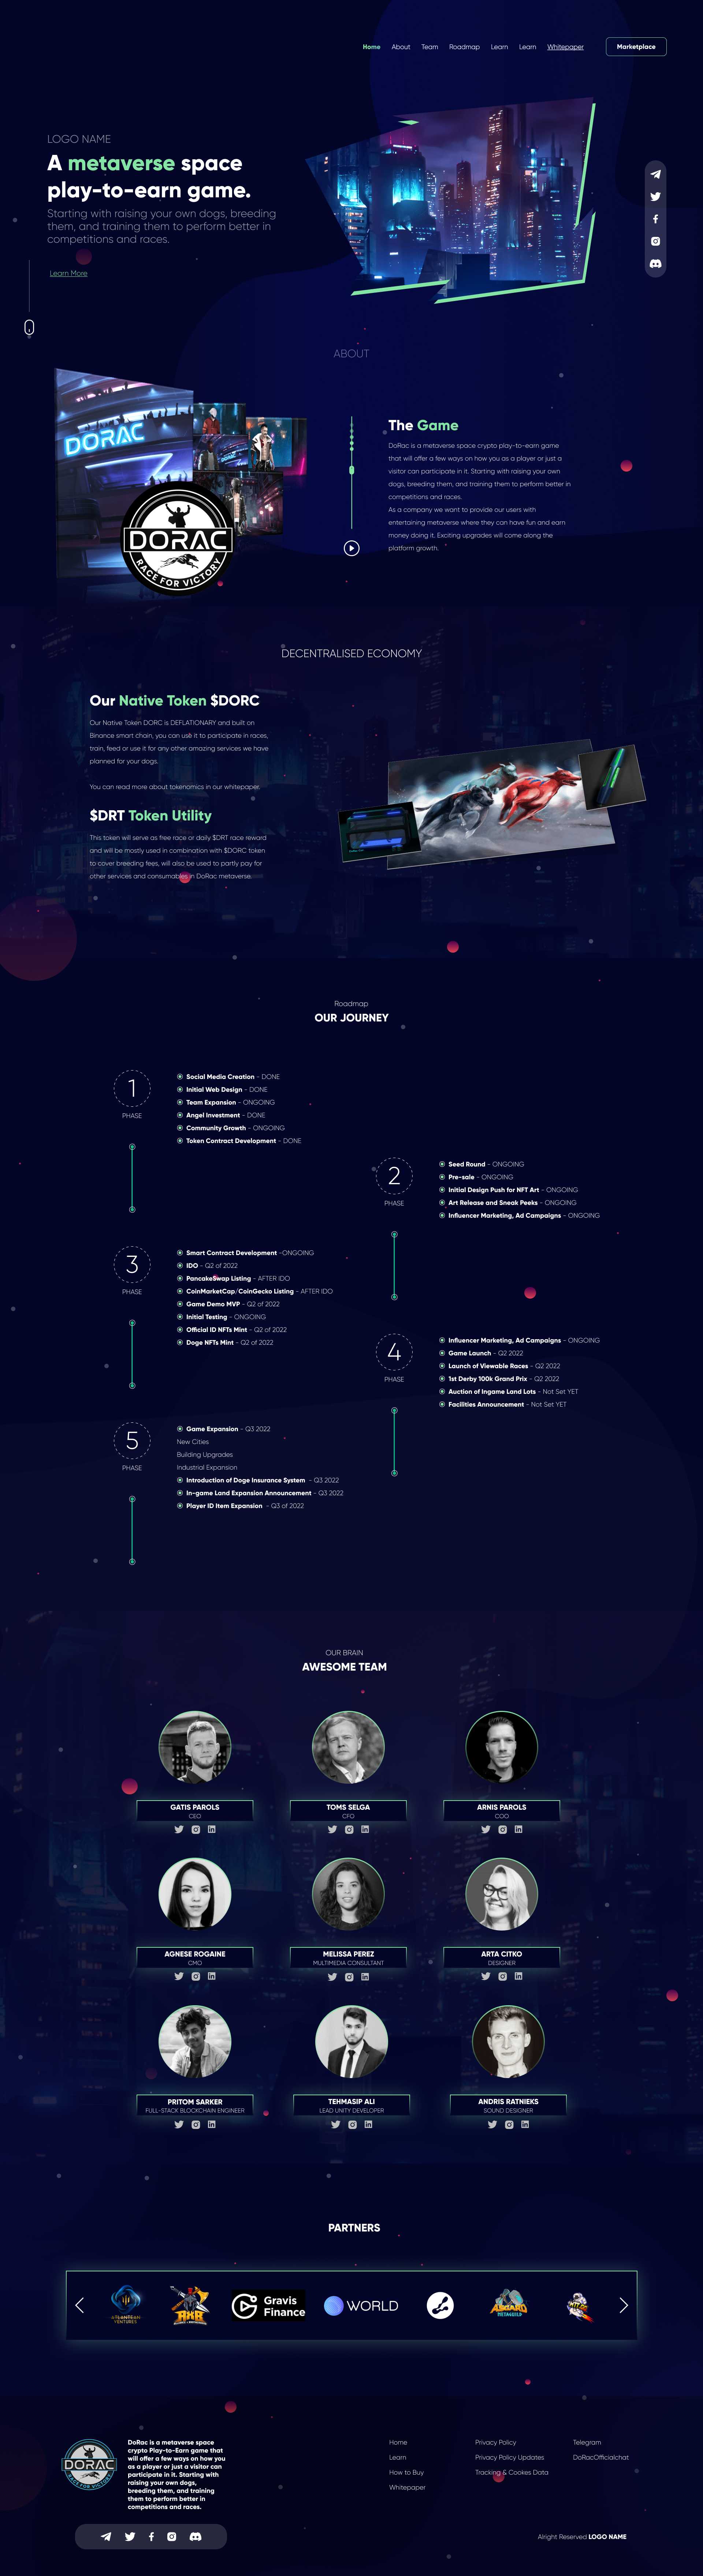 Home About Team Roadmap Learn Learn Whitepaper Marketplace
LOGO NAME
A metaverse space
play-to-earn game.
Starting with raising your own dogs, breeding
them, and training them to perform better in
competitions and races.
Learn More
ABOUT
DORAC
DORAC
RACE FOR VICTORY
The Game
DoRac is a metaverse space crypto play-to-earn game
that will offer a few ways on how you as a player or just a
visitor can participate in it. Starting with raising your own
dogs, breeding them, and training them to perform better in
competitions and races.
As a company we want to provide our users with
entertaining metaverse where they can have fun and earn
money doing it. Exciting upgrades will come along the
platform growth.
DECENTRALISED ECONOMY
Our Native Token $DORC
Our Native Token DORC is DEFLATIONARY and built on
Binance smart chain, you can use it to participate in races,
train, feed or use it for any other amazing services we have
planned for your dogs.
You can read more about tokenomics in our whitepaper.
$DRT Token Utility
This token will serve as free race or daily $DRT race reward
and will be mostly used in combination with $DORC token
to cover breeding fees, will also be used to partly pay for
other services and consumables in DoRac metaverse.
Roadmap
OUR JOURNEY
1
PHASE
Social Media Creation - DONE
Initial Web Design - DONE
Team Expansion - ONGOING
Angel Investment - DONE
Community Growth - ONGOING
Token Contract Development - DONE
2
PHASE
Seed Round - ONGOING
Pre-sale - ONGOING
Initial Design Push for NFT Art - ONGOING
Art Release and Sneak Peeks - ONGOING
Influencer Marketing, Ad Campaigns - ONGOING
3
PHASE
Smart Contract Development -ONGOING
IDO - Q2 of 2022
PancakeSwap Listing - AFTER IDO
CoinMarketCap/CoinGecko Listing - AFTER IDO
Game Demo MVP - Q2 of 2022
Initial Testing - ONGOING
Official ID NFTs Mint - Q2 of 2022
Doge NFTs Mint - Q2 of 2022
4
PHASE
Influencer Marketing, Ad Campaigns - ONGOING
Game Launch - Q2 2022
Launch of Viewable Races - Q2 2022
1st Derby 100k Grand Prix - Q2 2022
Auction of Ingame Land Lots - Not Set YET
Facilities Announcement - Not Set YET
5
PHASE
Game Expansion - Q3 2022
New Cities
Building Upgrades
Industrial Expansion
Introduction of Doge Insurance System - Q3 2022
In-game Land Expansion Announcement - Q3 2022
Player ID Item Expansion - Q3 of 2022
OUR BRAIN
AWESOME TEAM
GATIS PAROLS
CEO
TOMS SELGA
CFO
ARNIS PAROLS
COO
AGNESE ROGAINE
CMO
MELISSA PEREZ
MULTIMEDIA CONSULTANT
ARTA CITKO
DESIGNER
PRITOM SARKER
FULL-STACK BLOCKCHAIN ENGINEER
TEHMASIP ALI
LEAD UNITY DEVELOPER
ANDRIS RATNIEKS
SOUND DESIGNER
PARTNERS
ATLANTEAN
VENTURES
Gravis
Finance
WORLD
ASGARD
METAGUILD
DORAC
RACE FOR VICTORY
DoRac is a metaverse space
crypto Play-to-Earn game that
will offer a few ways on how you
as a player or just a visitor can
participate in it. Starting with
raising your own dogs,
breeding them, and training
them to perform better in
competitions and races.
Home
Learn
How to Buy
Whitepaper
Privacy Policy
Privacy Policy Updates
Tracking & Cookes Data
Telegram
DoRacOfficialchat
Alright Reserved LOGO NAME